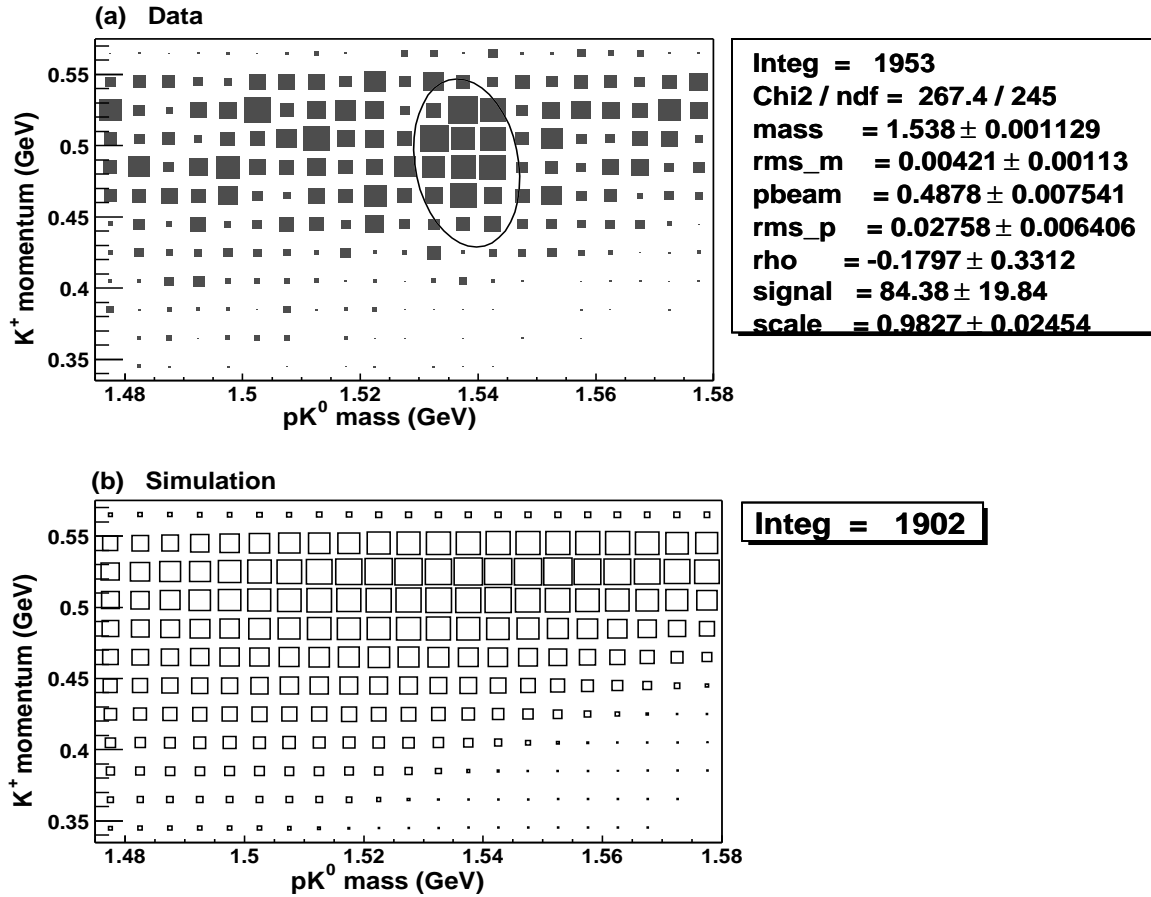 (a) Data
0.55
0.5
0.45
0.4
0.35
K+ momentum (GeV)
1.48 1.5 1.52 1.54 1.56 1.58
pK0 mass (GeV)
Integ = 1953
Chi2 / ndf = 267.4 / 245
mass = 1.538 ± 0.001129
rms_m = 0.00421 ± 0.00113
pbeam = 0.4878 ± 0.007541
rms_p = 0.02758 ± 0.006406
rho = -0.1797 ± 0.3312
signal = 84.38 ± 19.84
scale = 0.9827 ± 0.02454
(b) Simulation
0.55
0.5
0.45
0.4
0.35
K+ momentum (GeV)
1.48 1.5 1.52 1.54 1.56 1.58
pK0 mass (GeV)
Integ = 1902